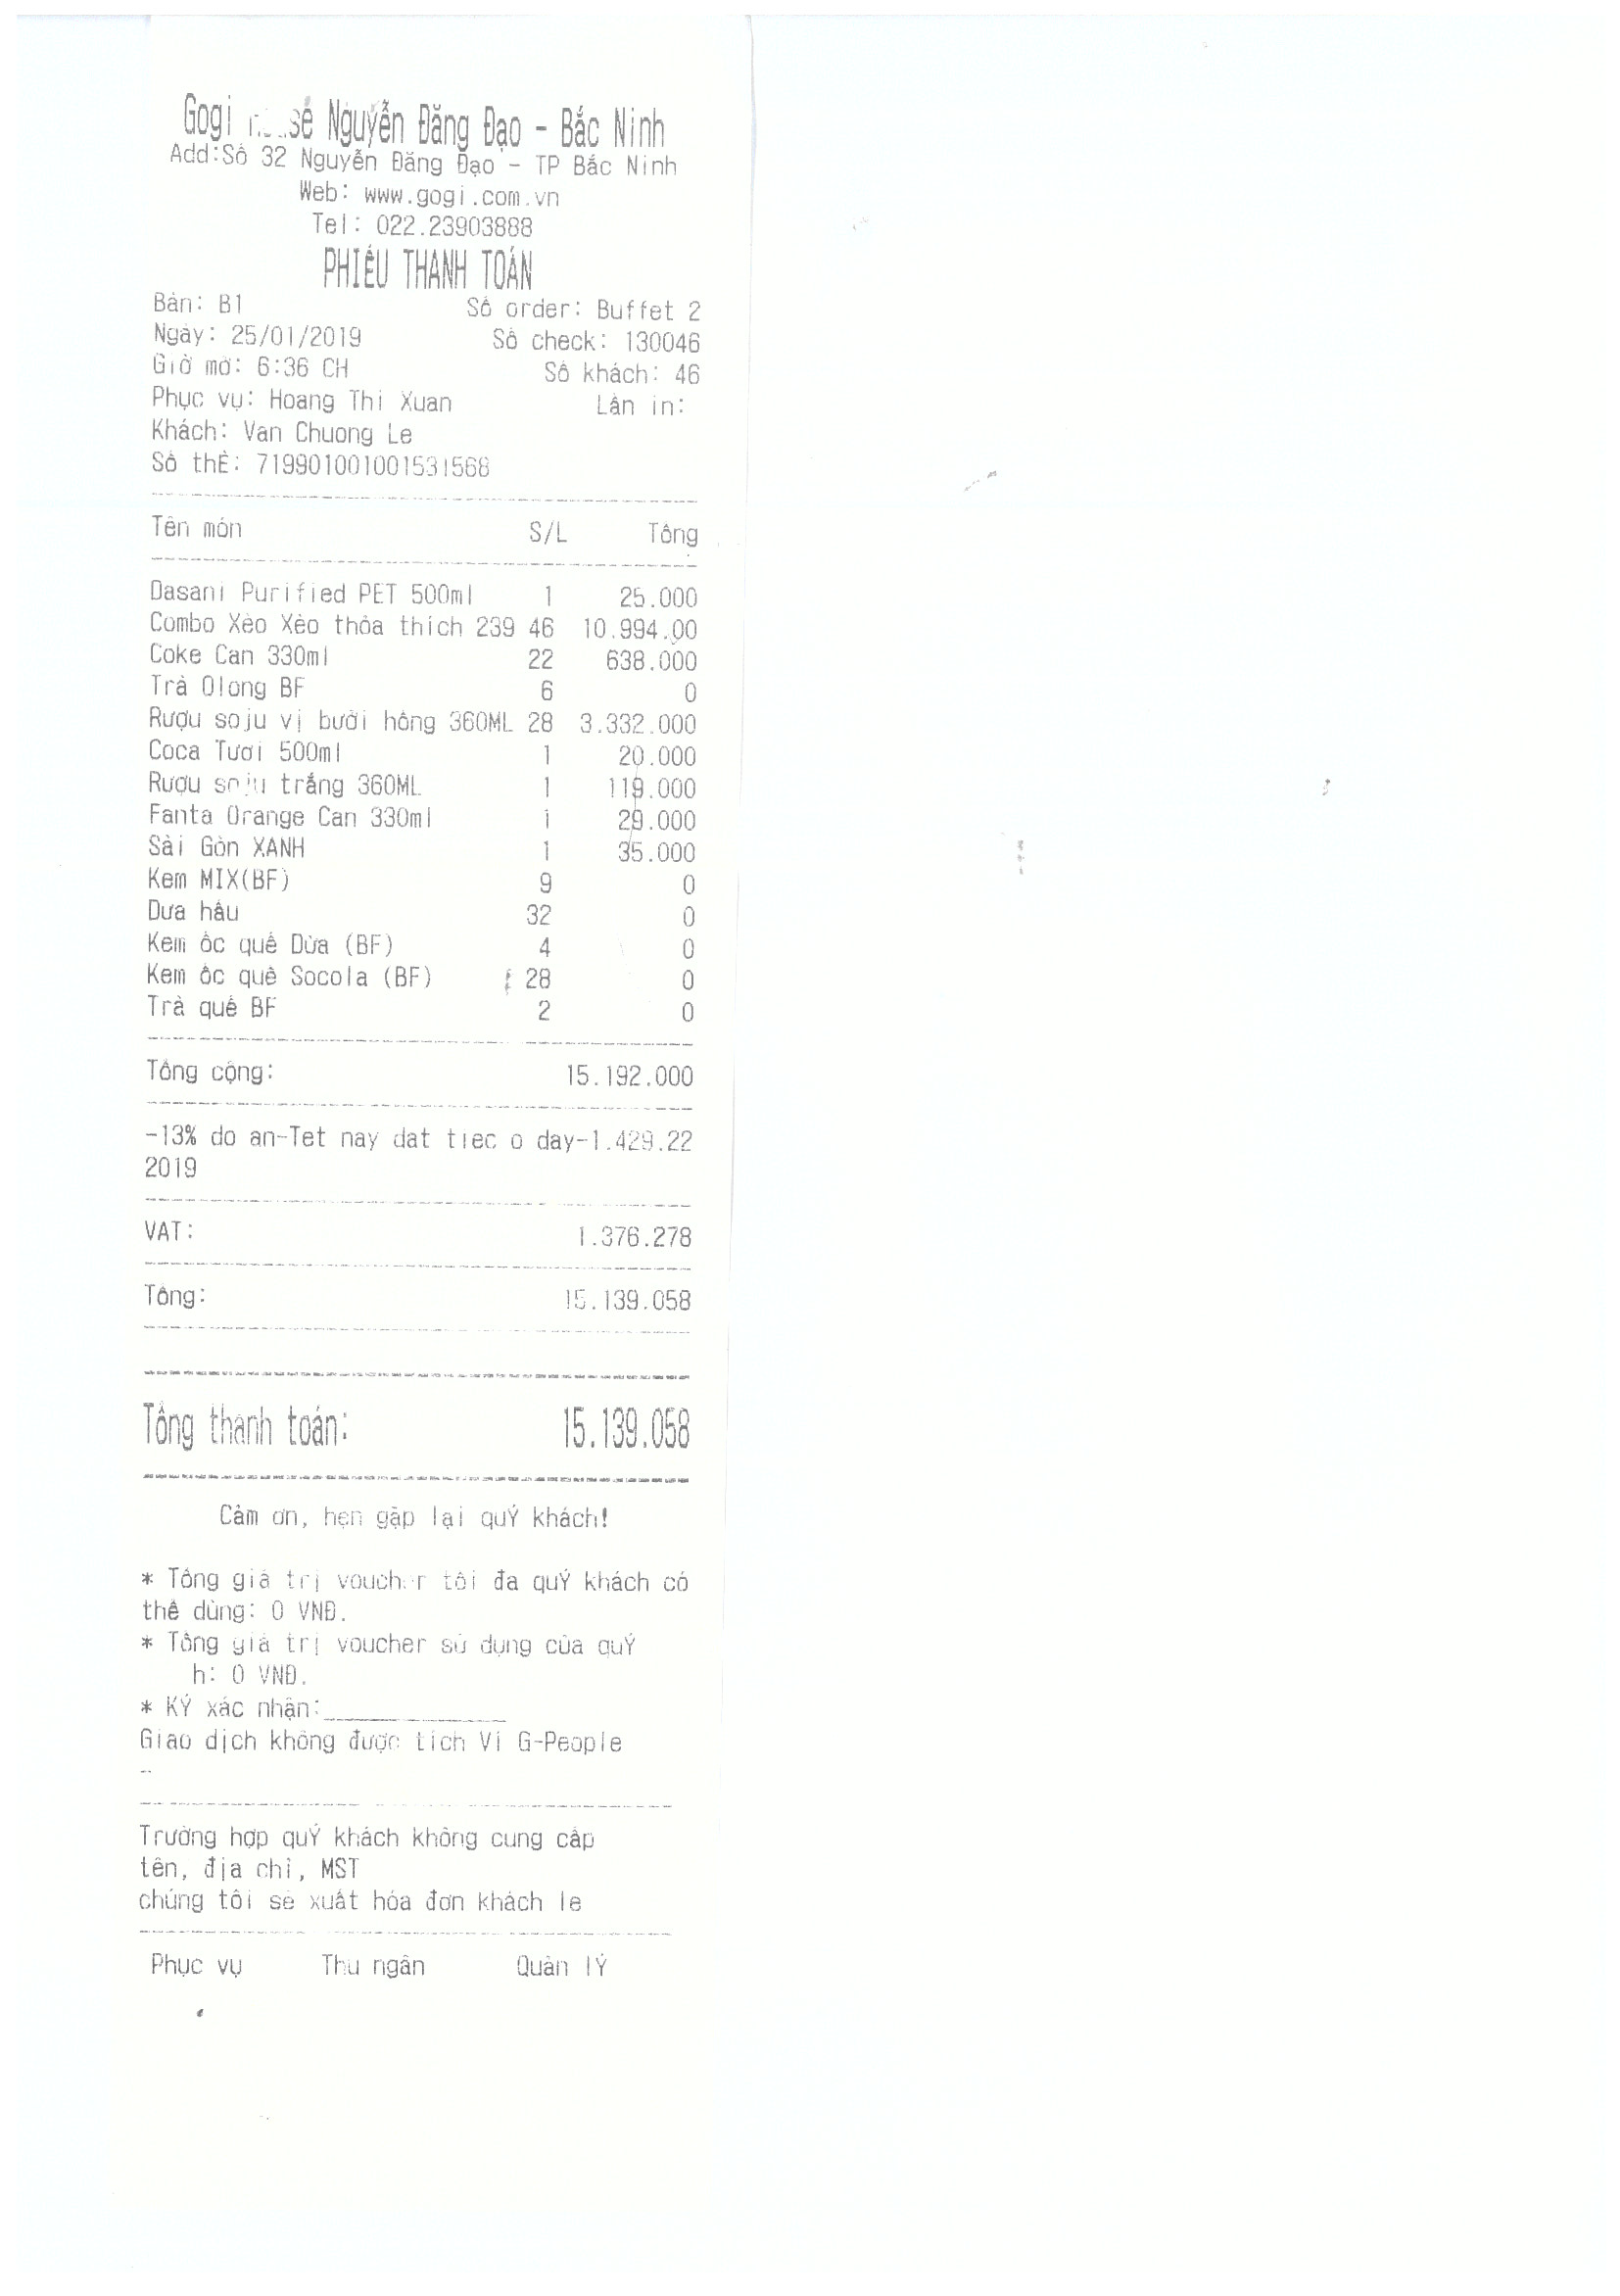 Gogi Nguyễn Đăng Đạo - Bắc Ninh
Add:Số 32 Nguyễn Đăng Đạo - TP Bắc Ninh
Web: www.gogi.com.vn
Tel: 022.23903888
PHIẾU THANH TOÁN
Bàn: B1 Số order: Buffet 2
Ngày: 25/01/2019 Số check: 130046
Giờ mở: 6:36 CH Số khách: 46
Phục vụ: Hoang Thi Xuan Lần in:
Khách: Van Chuong Le
Số thẺ: 719901001001531568
Tên món S/L Tổng
Dasani Purified PET 500ml 1 25.000
Combo Xèo Xèo thỏa thích 239 46 10.994.00
Coke Can 330ml 22 638.000
Trà Olong BF 6 0
Rượu soju vị bưởi hồng 360ML 28 3.332.000
Coca Tươi 500ml 1 20.000
Rượu soju trắng 360ML 1 119.000
Fanta Orange Can 330ml 1 29.000
Sài Gòn XANH 1 35.000
Kem MIX(BF) 9 0
Dưa hấu 32 0
Kem ốc quế Dừa (BF) 4 0
Kem ốc quế Socola (BF) 28 0
Trà quế BF 2 0
Tổng cộng: 15.192.000
-13% do an-Tet nay dat tiec o day-1.429.22
2019
VAT: 1.376.278
Tổng: 15.139.058
Tổng thanh toán: 15.139.058
Cảm ơn, hẹn gặp lại quÝ khách!
* Tổng giá trị voucher tối đa quÝ khách có
thể dùng: 0 VNĐ.
* Tổng giá trị voucher sử dụng của quÝ
h: 0 VNĐ.
* KÝ xác nhận:
Giao dịch không được tích Ví G-People
Trường hợp quÝ khách không cung cấp
tên, địa chỉ, MST
chúng tôi sẽ xuất hóa đơn khách lẻ
Phục vụ Thu ngân Quản lÝ